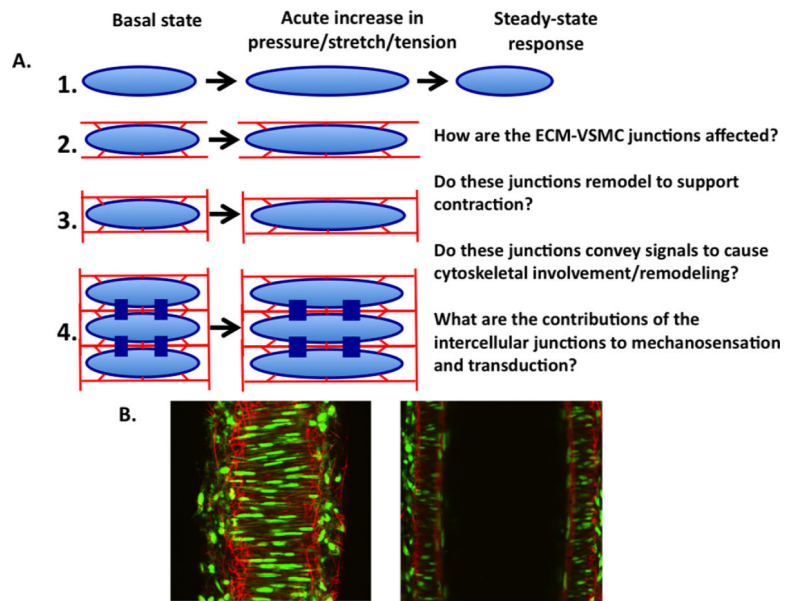 Basal state
Acute increase in
pressure/stretch/tension
Steady-state
response
A.
1.
2.
How are the ECM-VSMC junctions affected?
Do these junctions remodel to support
contraction?
3.
Do these junctions convey signals to cause
cytoskeletal involvement/remodeling?
4.
What are the contributions of the
intercellular junctions to mechanosensation
and transduction?
B.